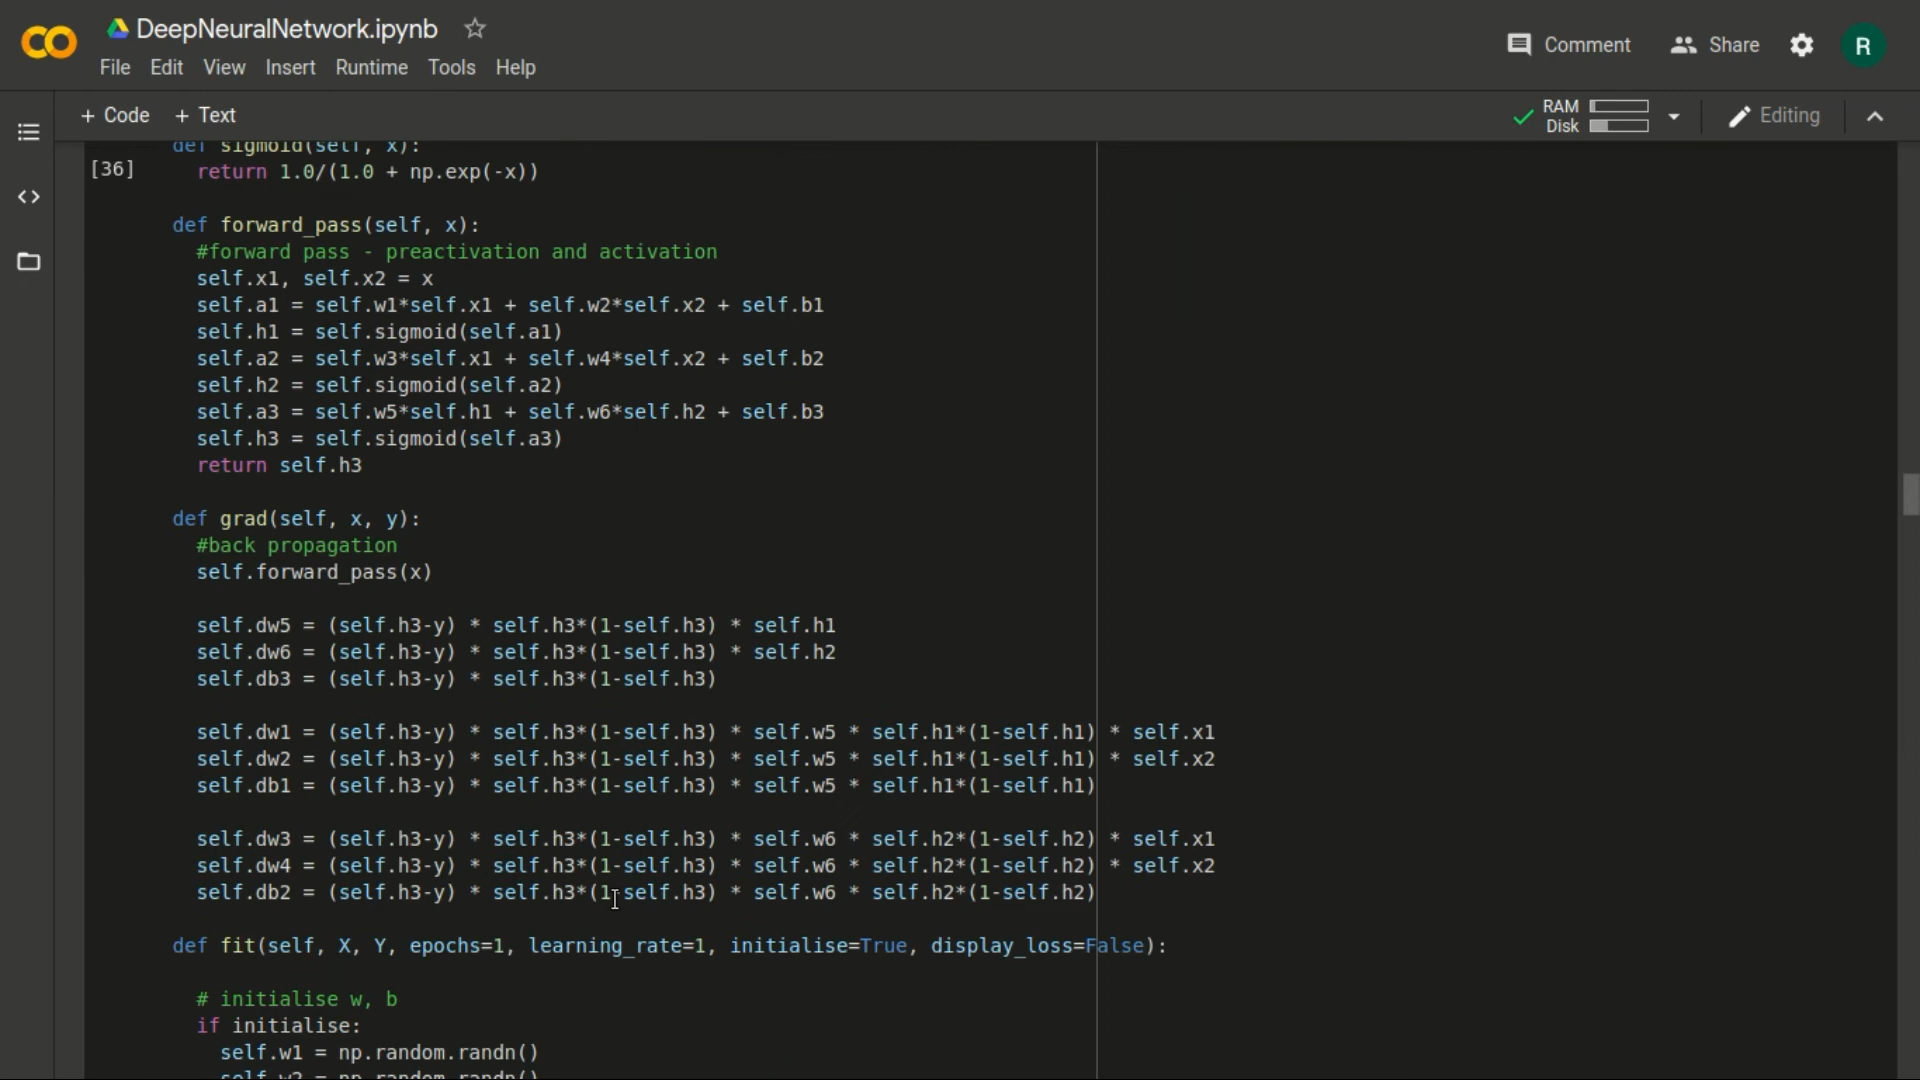 DeepNeuralNetwork.ipynb
Comment
Share
R
File Edit View Insert Runtime Tools Help
+ Code + Text
RAM
Disk
Editing
def sigmoid(self, x):
[36]
return 1.0/(1.0 + np.exp(-x))
def forward_pass(self, x):
#forward pass - preactivation and activation
self.x1, self.x2 = x
self.a1 = self.w1*self.x1 + self.w2*self.x2 + self.b1
self.h1 = self.sigmoid(self.a1)
self.a2 = self.w3*self.x1 + self.w4*self.x2 + self.b2
self.h2 = self.sigmoid(self.a2)
self.a3 = self.w5*self.h1 + self.w6*self.h2 + self.b3
self.h3 = self.sigmoid(self.a3)
return self.h3
def grad(self, x, y):
#back propagation
self.forward_pass(x)
self.dw5 = (self.h3-y) * self.h3*(1-self.h3) * self.h1
self.dw6 = (self.h3-y) * self.h3*(1-self.h3) * self.h2
self.db3 = (self.h3-y) * self.h3*(1-self.h3)
self.dw1 = (self.h3-y) * self.h3*(1-self.h3) * self.w5 * self.h1*(1-self.h1) * self.x1
self.dw2 = (self.h3-y) * self.h3*(1-self.h3) * self.w5 * self.h1*(1-self.h1) * self.x2
self.db1 = (self.h3-y) * self.h3*(1-self.h3) * self.w5 * self.h1*(1-self.h1)
self.dw3 = (self.h3-y) * self.h3*(1-self.h3) * self.w6 * self.h2*(1-self.h2) * self.x1
self.dw4 = (self.h3-y) * self.h3*(1-self.h3) * self.w6 * self.h2*(1-self.h2) * self.x2
self.db2 = (self.h3-y) * self.h3*(1-self.h3) * self.w6 * self.h2*(1-self.h2)
def fit(self, X, Y, epochs=1, learning_rate=1, initialise=True, display_loss=False):
# initialise w, b
if initialise:
self.w1 = np.random.randn()
self.w2 = np.random.randn()